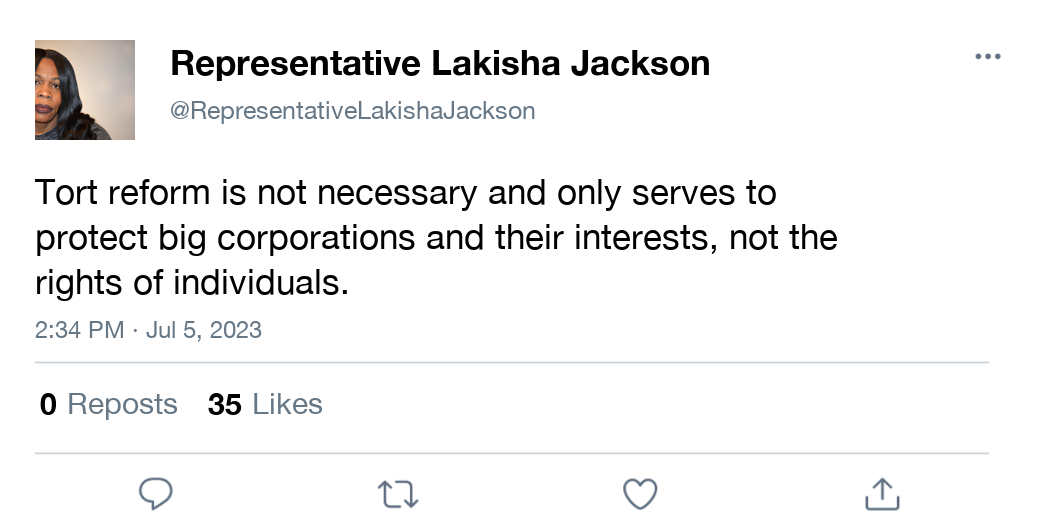 Representative Lakisha Jackson
@RepresentativeLakishaJackson
Tort reform is not necessary and only serves to
protect big corporations and their interests, not the
rights of individuals.
2:34 PM · Jul 5, 2023
0 Reposts 35 Likes